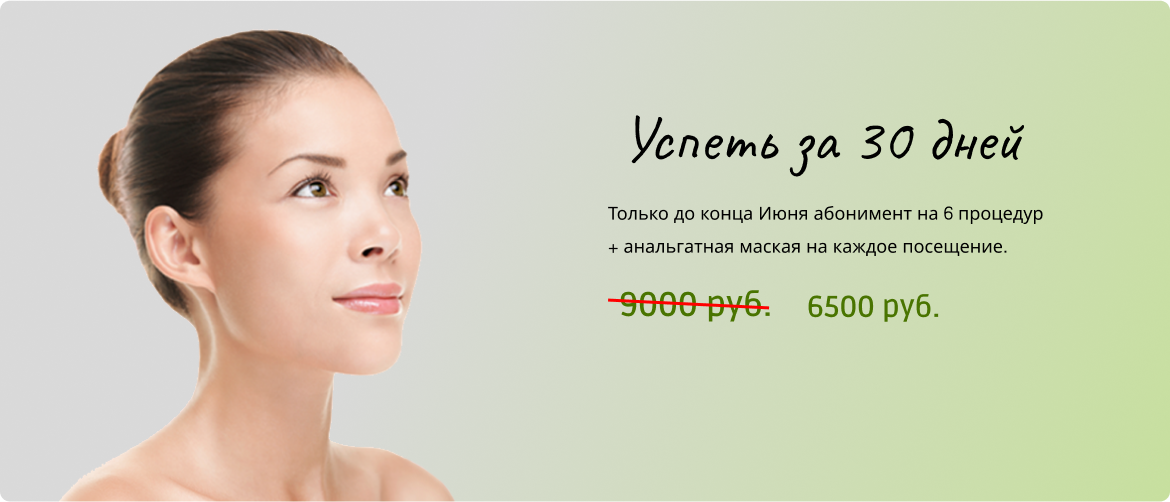 Успеть за 30 дней
Только до конца Июня абонимент на 6 процедур
+ анальгатная маская на каждое посещение.
9000 руб. 6500 руб.